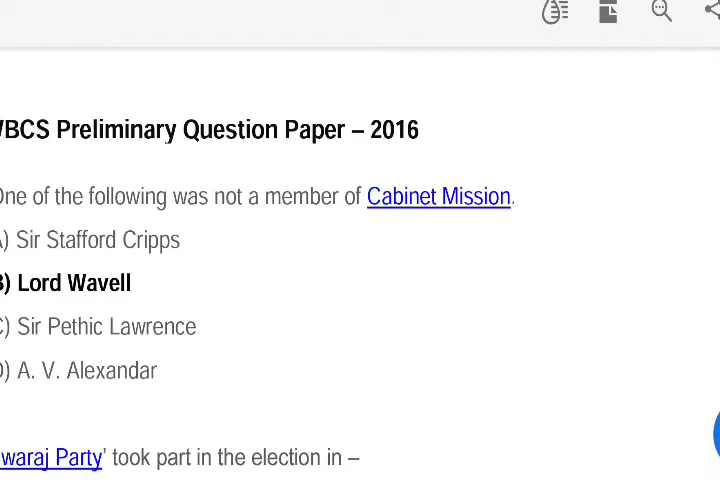 WBCS Preliminary Question Paper – 2016
One of the following was not a member of Cabinet Mission.
A) Sir Stafford Cripps
B) Lord Wavell
C) Sir Pethic Lawrence
D) A. V. Alexandar
waraj Party' took part in the election in –